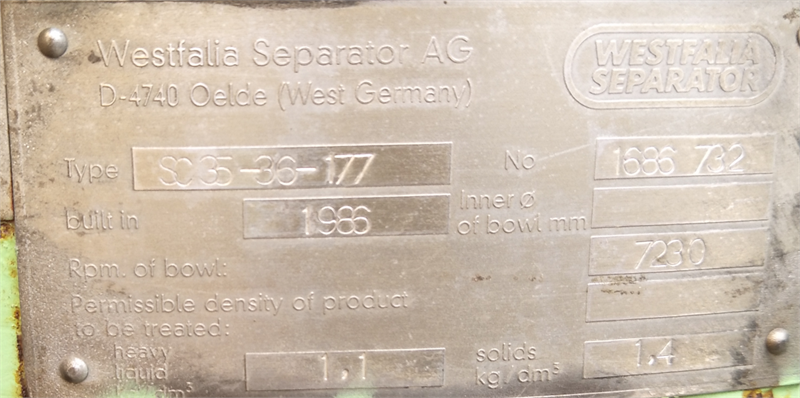 Westfalia Separator AG
D-4740 Oelde (West Germany)
WESTFALIA
SEPARATOR
Type SC 35-36-177 No 1686 732
built in 1986 Inner Ø
of bowl mm
Rpm. of bowl: 7230
Permissible density of product
to be treated:
heavy
liquid 1,1 solids 1,4
kg/dm³ kg/dm³